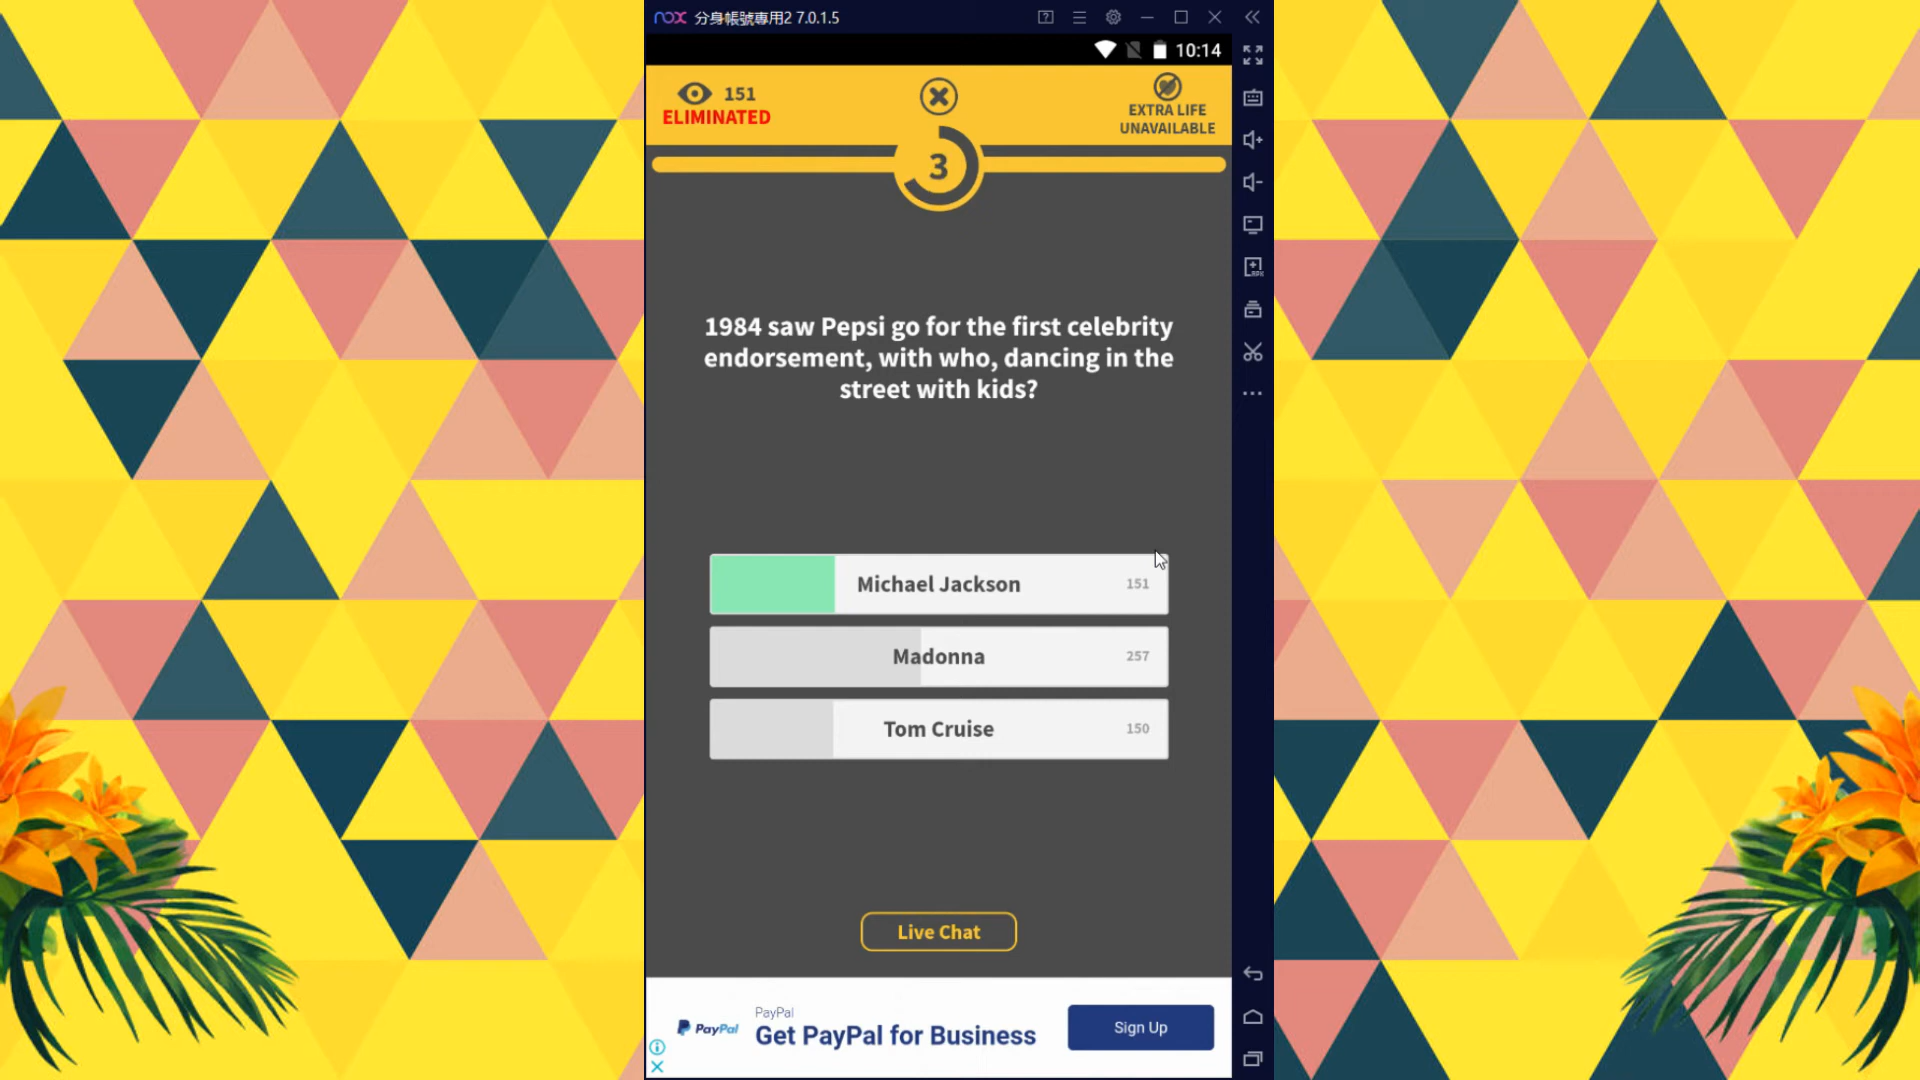 nox 分身帳號專用2 7.0.1.5
10:14
151
ELIMINATED
EXTRA LIFE
UNAVAILABLE
3
1984 saw Pepsi go for the first celebrity
endorsement, with who, dancing in the
street with kids?
Michael Jackson 151
Madonna 257
Tom Cruise 150
Live Chat
PayPal
PayPal
Get PayPal for Business
Sign Up